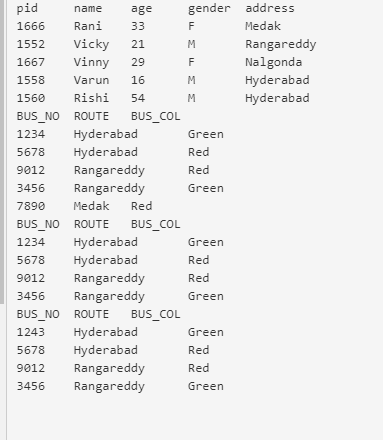 pid name age gender address
1666 Rani 33 F Medak
1552 Vicky 21 M Rangareddy
1667 Vinny 29 F Nalgonda
1558 Varun 16 M Hyderabad
1560 Rishi 54 M Hyderabad
BUS_NO ROUTE BUS_COL
1234 Hyderabad Green
5678 Hyderabad Red
9012 Rangareddy Red
3456 Rangareddy Green
7890 Medak Red
BUS_NO ROUTE BUS_COL
1234 Hyderabad Green
5678 Hyderabad Red
9012 Rangareddy Red
3456 Rangareddy Green
BUS_NO ROUTE BUS_COL
1243 Hyderabad Green
5678 Hyderabad Red
9012 Rangareddy Red
3456 Rangareddy Green